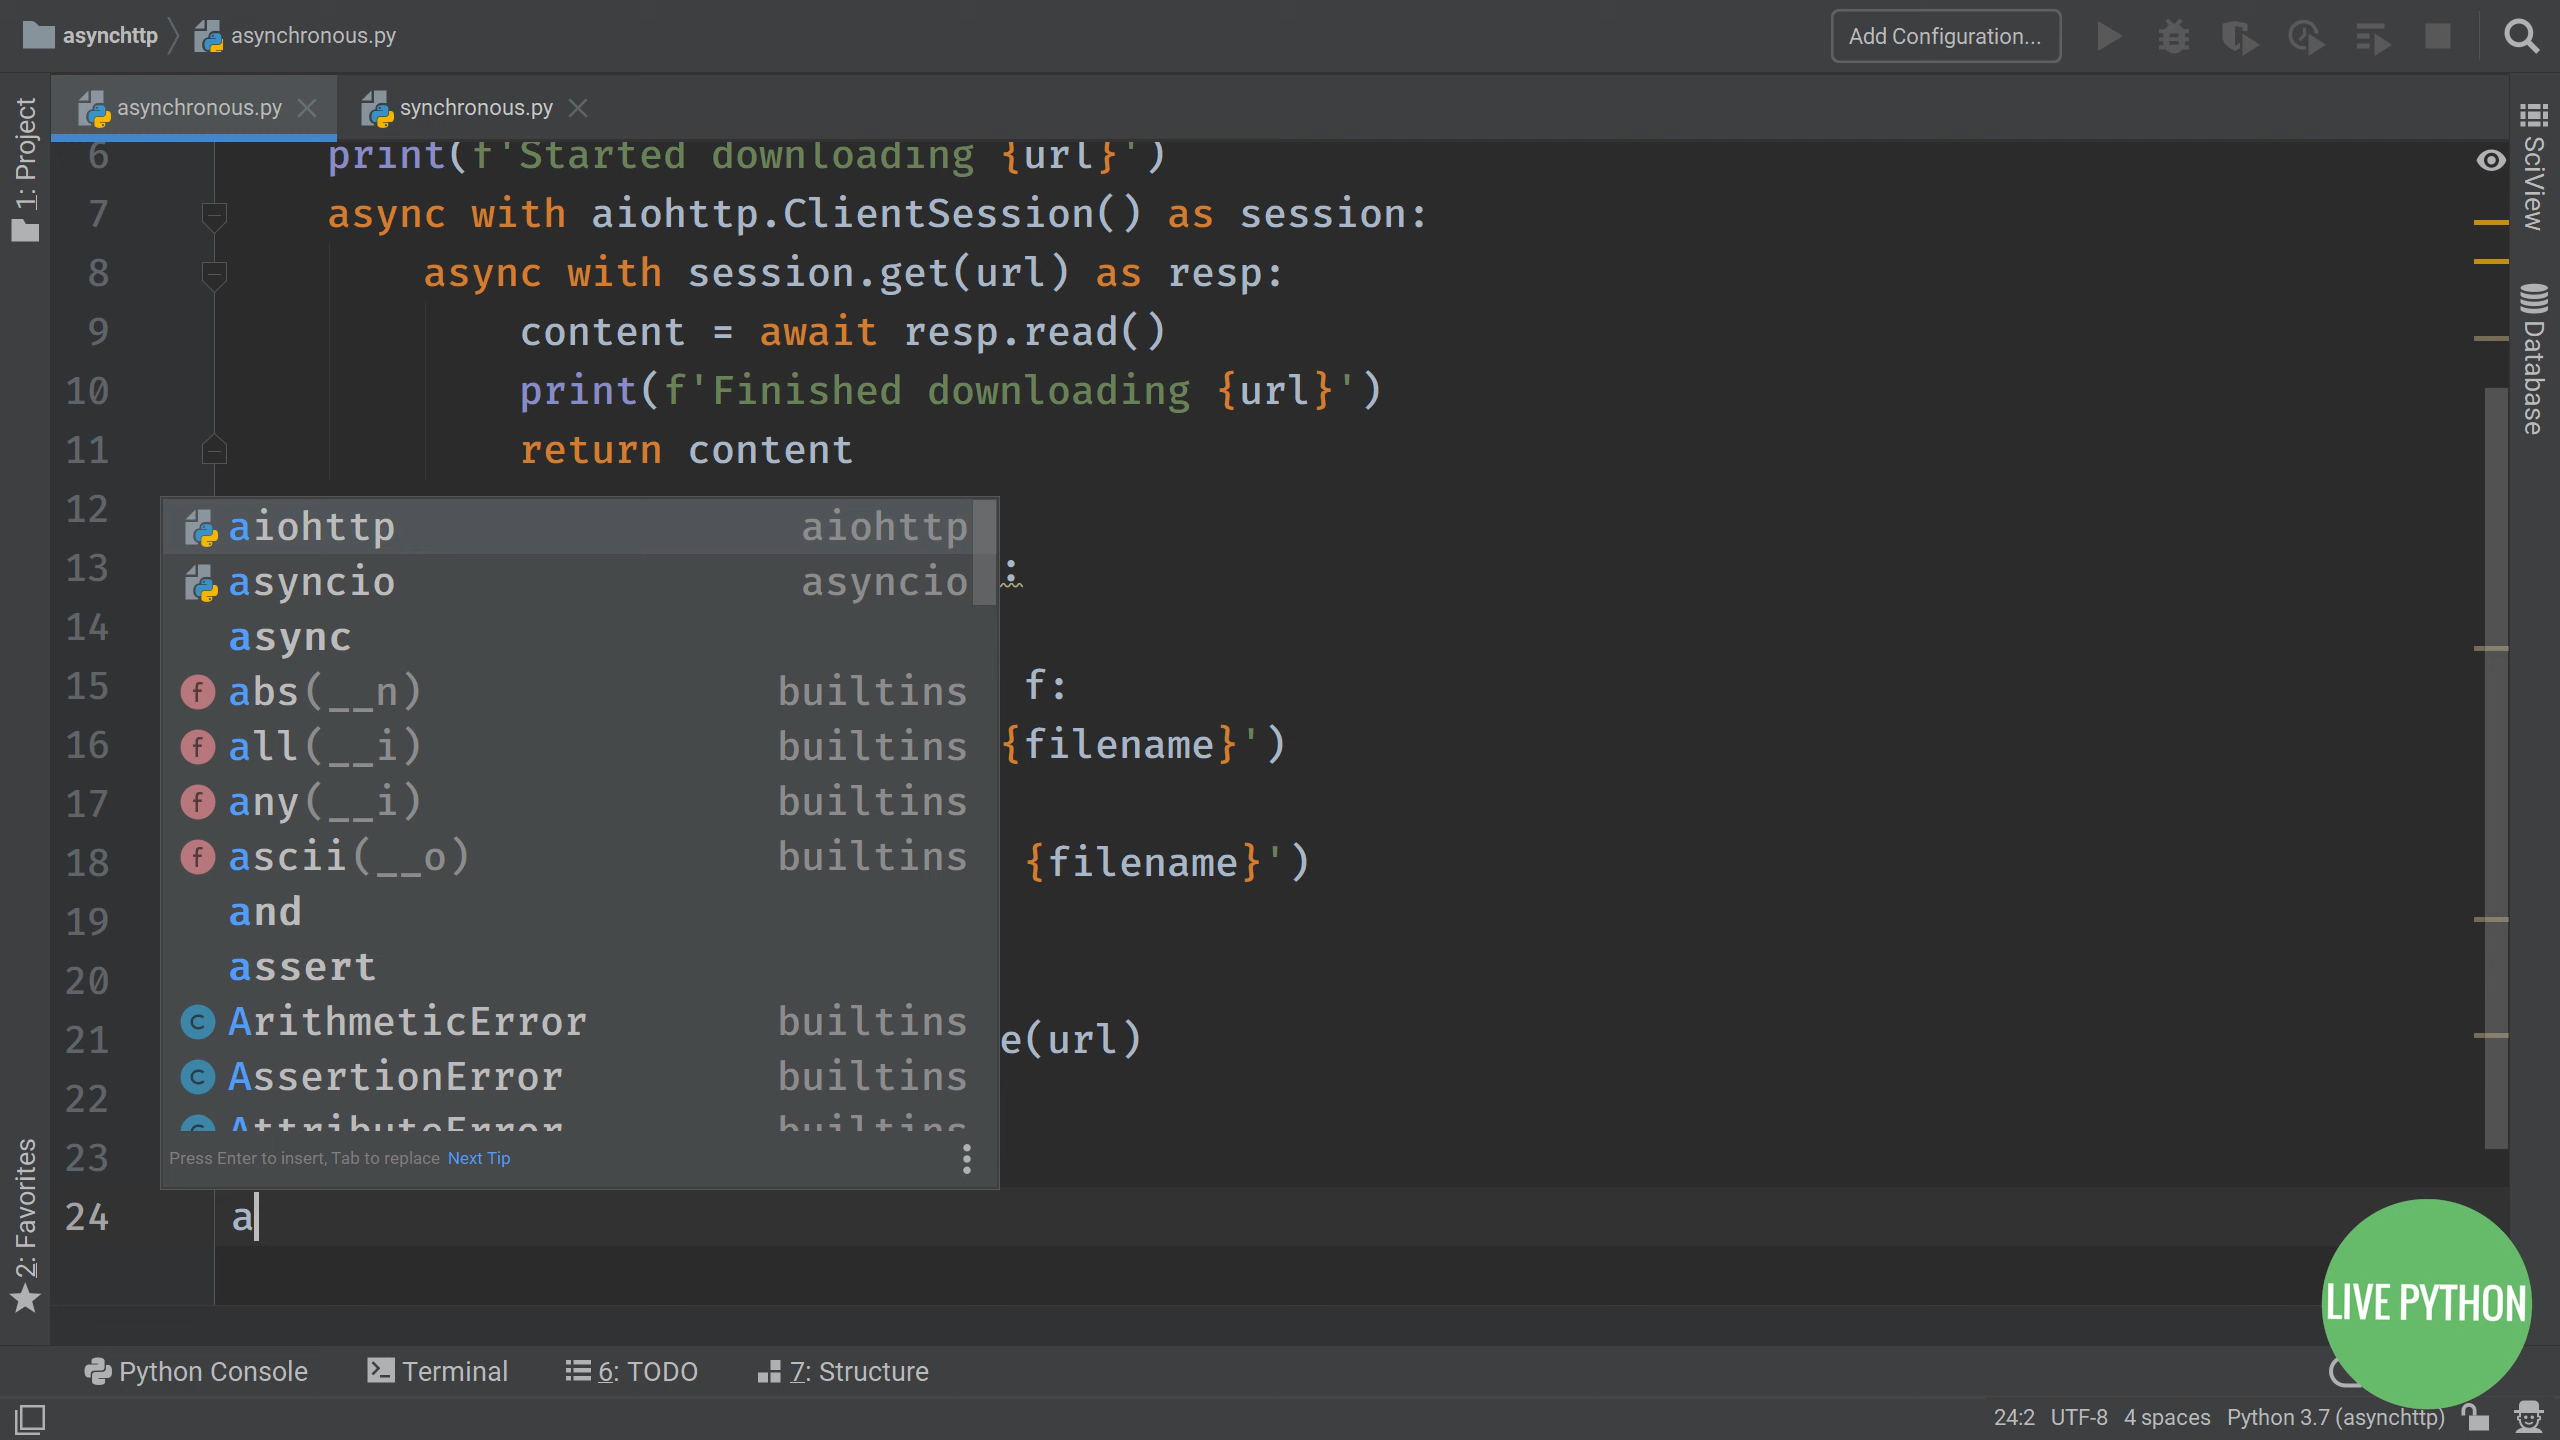 asynchttp asynchronous.py Add Configuration...
asynchronous.py synchronous.py
1: Project
SciView
Database
2: Favorites
6 print(f'Started downloading {url}')
7 async with aiohttp.ClientSession() as session:
8 async with session.get(url) as resp:
9 content = await resp.read()
10 print(f'Finished downloading {url}')
11 return content
12
13 :
14
15 f:
16 {filename}')
17
18 {filename}')
19
20
21 e(url)
22
23
24 a
aiohttp aiohttp
asyncio asyncio
async
abs(__n) builtins
all(__i) builtins
any(__i) builtins
ascii(__o) builtins
and
assert
ArithmeticError builtins
AssertionError builtins
AttributeError builtins
Press Enter to insert, Tab to replace Next Tip
LIVE PYTHON
Python Console Terminal 6: TODO 7: Structure
24:2 UTF-8 4 spaces Python 3.7 (asynchttp)